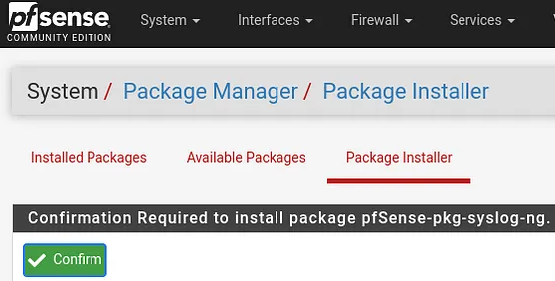 pfsense
System Interfaces Firewall Services
COMMUNITY EDITION
System / Package Manager / Package Installer
Installed Packages Available Packages Package Installer
Confirmation Required to install package pfSense-pkg-syslog-ng.
Confirm